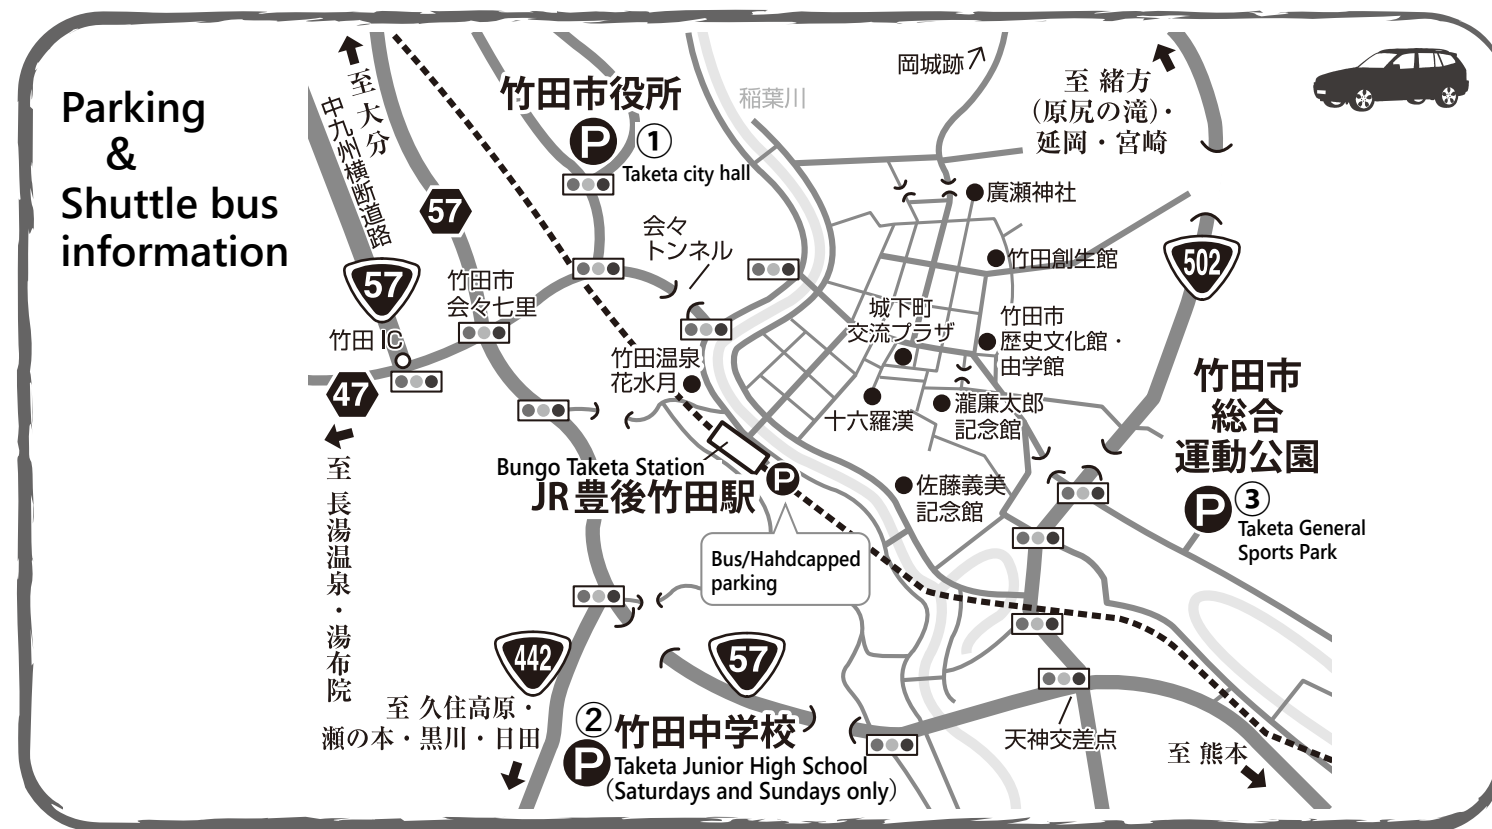 Parking
&
Shuttle bus
information
至 大分
中九州横断道路
57
竹田市役所
P ①
Taketa city hall
稲葉川
岡城跡
至 緒方
(原尻の滝)・
延岡・宮崎
57
竹田市
会々七里
会々
トンネル
竹田 IC
47
至 長湯温泉・湯布院
竹田温泉
花水月
廣瀬神社
竹田創生館
城下町
交流プラザ
竹田市
歴史文化館・
由学館
十六羅漢
瀧廉太郎
記念館
佐藤義美
記念館
502
竹田市
総合
運動公園
P ③
Taketa General
Sports Park
Bungo Taketa Station
JR豊後竹田駅
P
Bus/Hahdcapped
parking
442
57
至 久住高原・
瀬の本・黒川・日田
② 竹田中学校
P
Taketa Junior High School
(Saturdays and Sundays only)
天神交差点
至 熊本